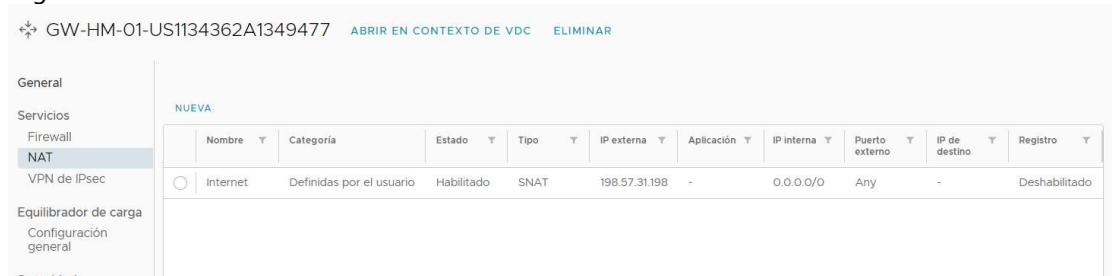 GW-HM-01-US1134362A1349477 ABRIR EN CONTEXTO DE VDC ELIMINAR
General
Servicios
Firewall
NAT
VPN de IPsec
Equilibrador de carga
Configuración
general
NUEVA
Nombre Categoría Estado Tipo IP externa Aplicación IP interna Puerto externo IP de destino Registro
Internet Definidas por el usuario Habilitado SNAT 198.57.31.198 - 0.0.0.0/0 Any - Deshabilitado